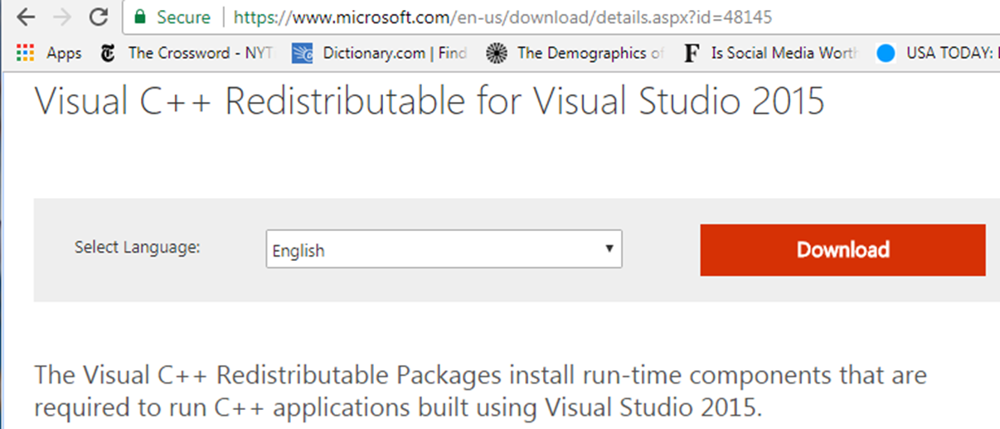 Secure https://www.microsoft.com/en-us/download/details.aspx?id=48145
Apps The Crossword - NYT Dictionary.com | Find The Demographics of Is Social Media Worth USA TODAY:
Visual C++ Redistributable for Visual Studio 2015
Select Language: English Download
The Visual C++ Redistributable Packages install run-time components that are
required to run C++ applications built using Visual Studio 2015.